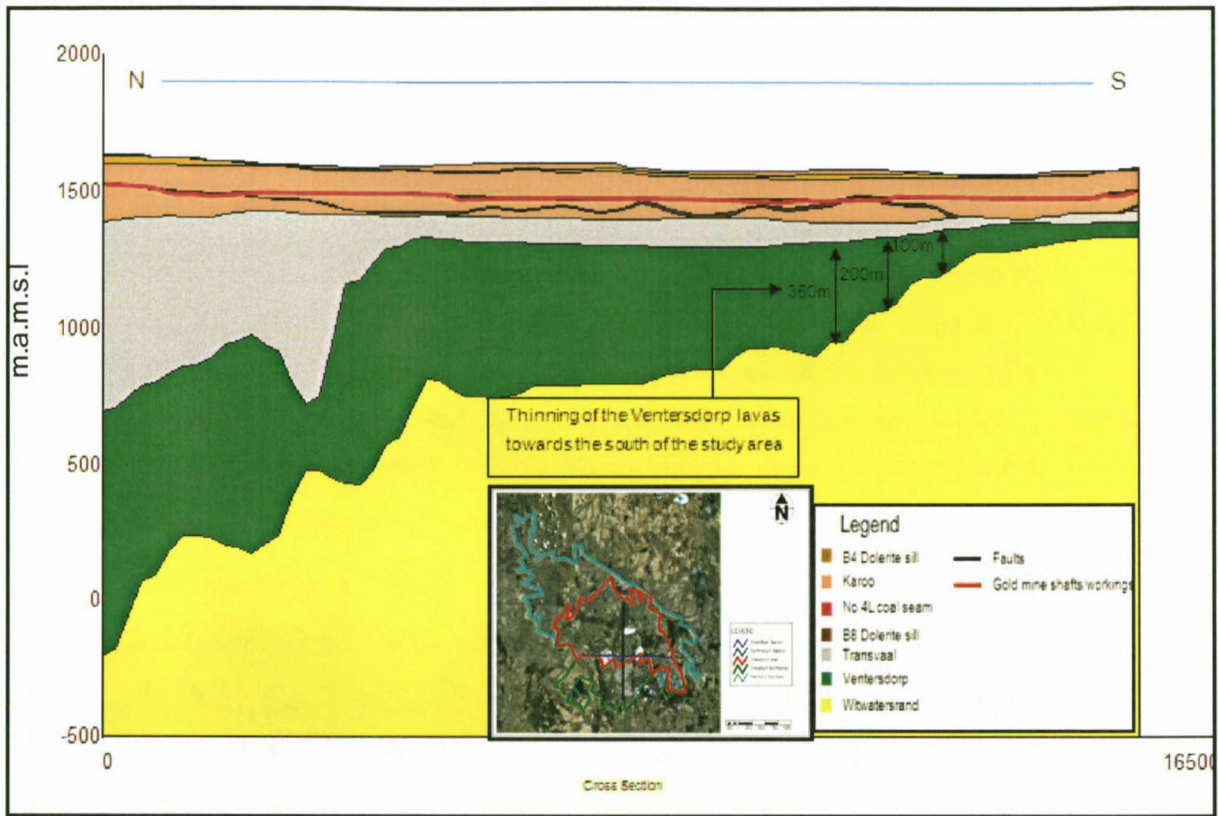 2000
N
S
1500
100m
200m
350m
1000
m.a.m.s.l
Thinning of the Ventersdorp lavas
towards the south of the study area
500
N
LEGEND
Legend
B4 Dolerite sill
Karoo
No 4L coal seam
B8 Dolerite sill
Transvaal
Ventersdorp
Witwatersrand
Faults
Gold mine shafts workings
0
-500
0
16500
Cross Section